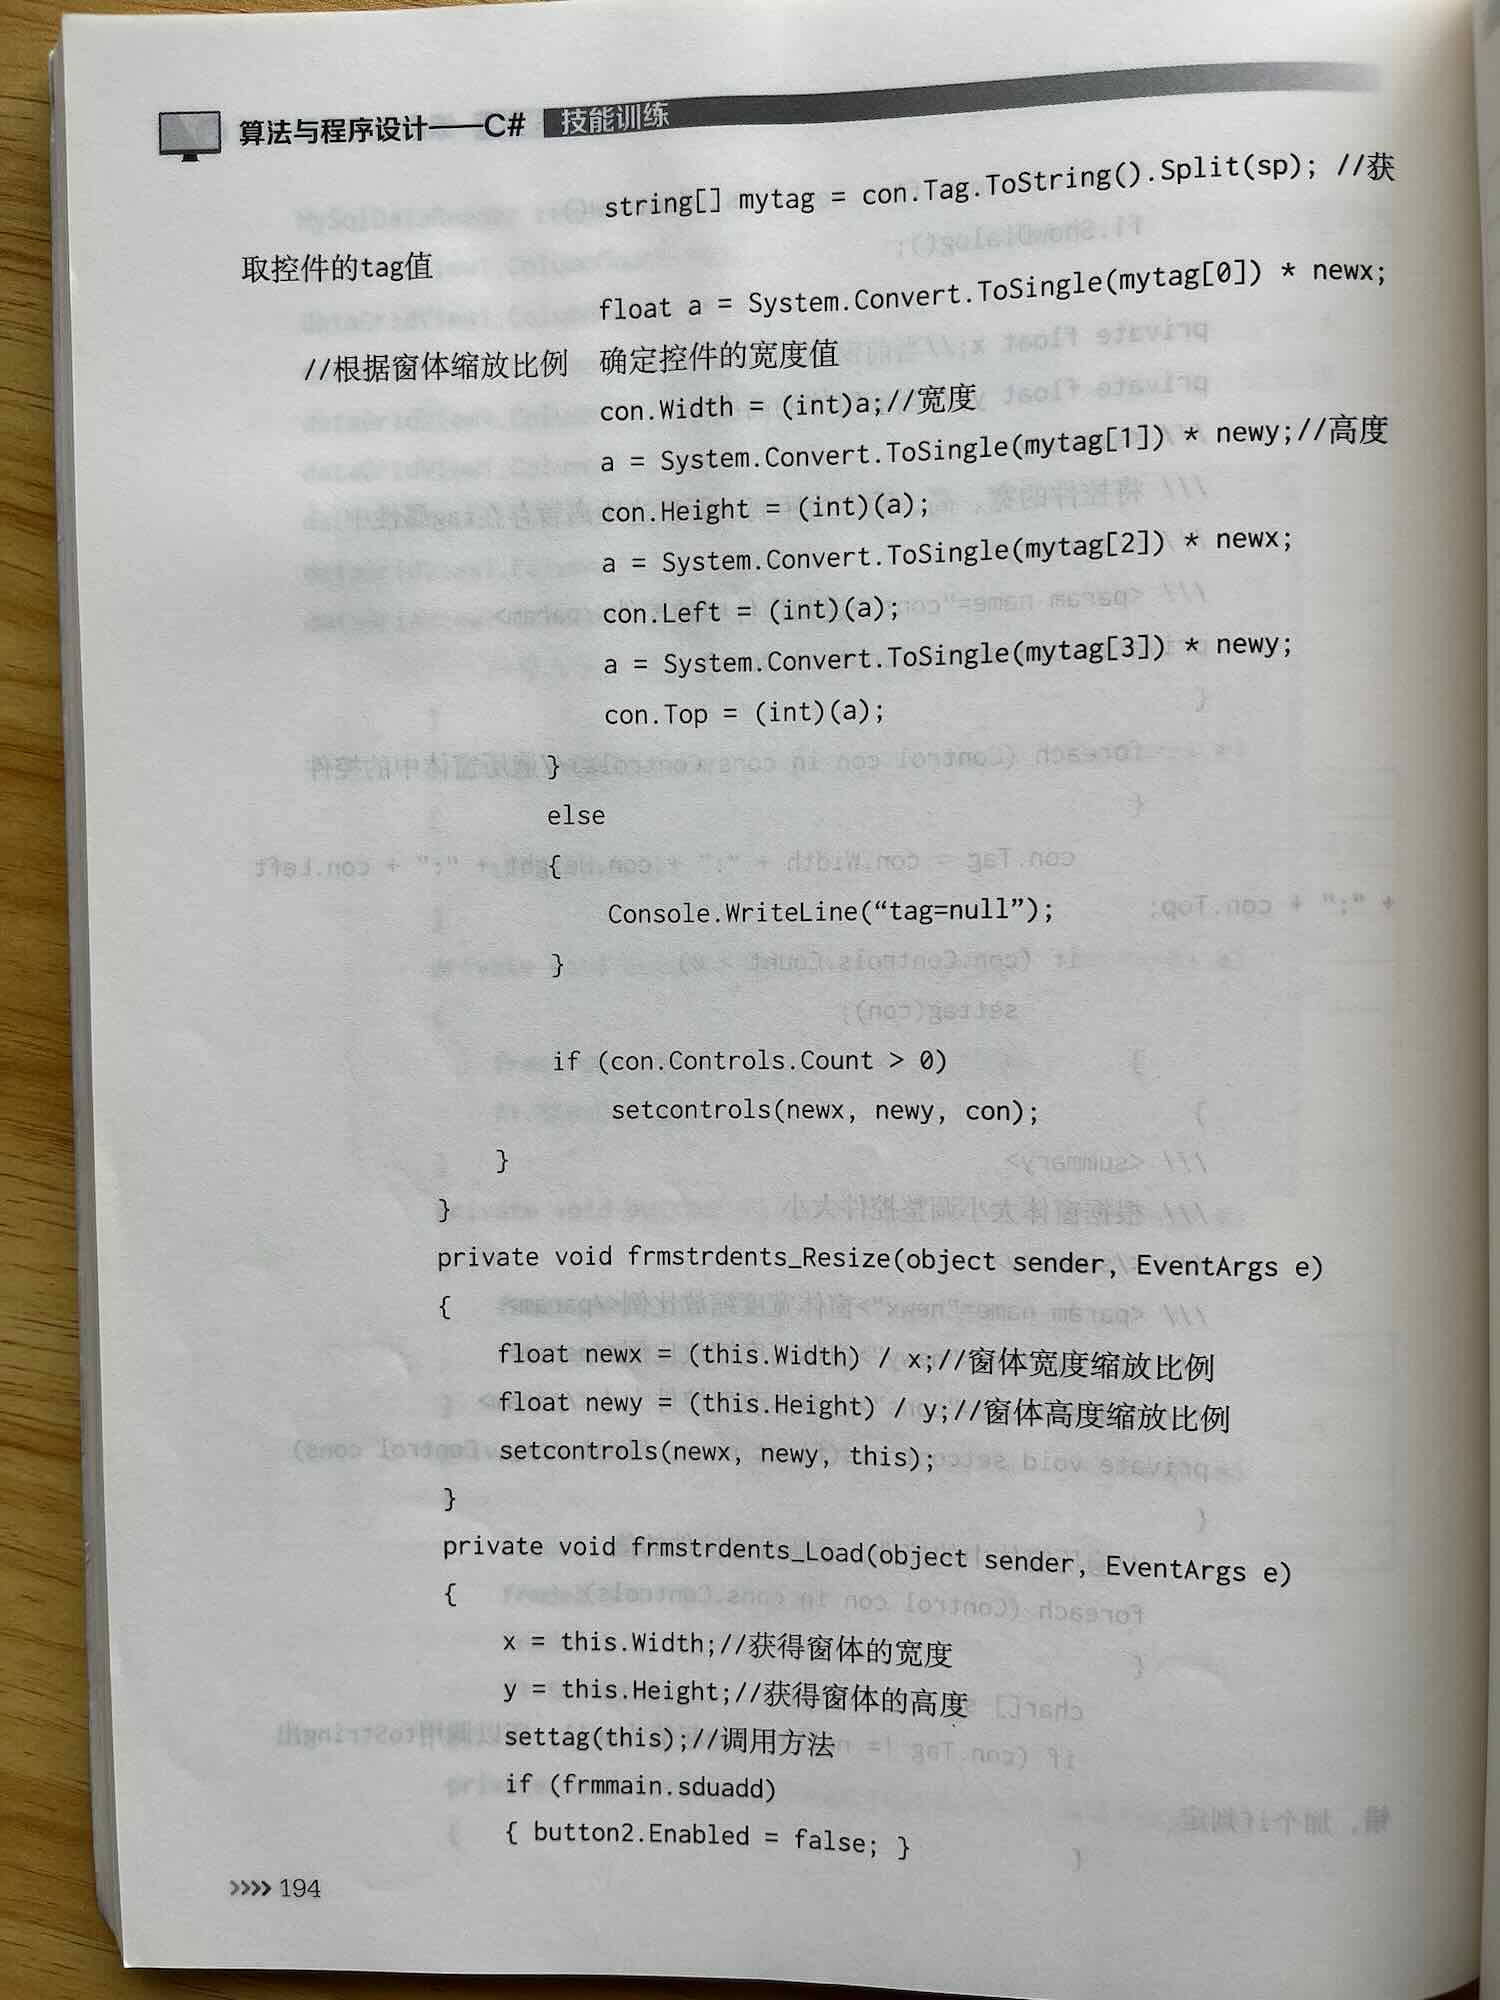 算法与程序设计——C# 技能训练
string[] mytag = con.Tag.ToString().Split(sp); //获
取控件的tag值
float a = System.Convert.ToSingle(mytag[0]) * newx;
//根据窗体缩放比例 确定控件的宽度值
con.Width = (int)a;//宽度
a = System.Convert.ToSingle(mytag[1]) * newy;//高度
con.Height = (int)(a);
a = System.Convert.ToSingle(mytag[2]) * newx;
con.Left = (int)(a);
a = System.Convert.ToSingle(mytag[3]) * newy;
con.Top = (int)(a);
}
else
{
Console.WriteLine(“tag=null”);
}
if (con.Controls.Count > 0)
setcontrols(newx, newy, con);
}
}
private void frmstrdents_Resize(object sender, EventArgs e)
{
float newx = (this.Width) / x;//窗体宽度缩放比例
float newy = (this.Height) / y;//窗体高度缩放比例
setcontrols(newx, newy, this);
}
private void frmstrdents_Load(object sender, EventArgs e)
{
x = this.Width;//获得窗体的宽度
y = this.Height;//获得窗体的高度
settag(this);//调用方法
if (frmmain.sduadd)
{ button2.Enabled = false; }
>>>> 194